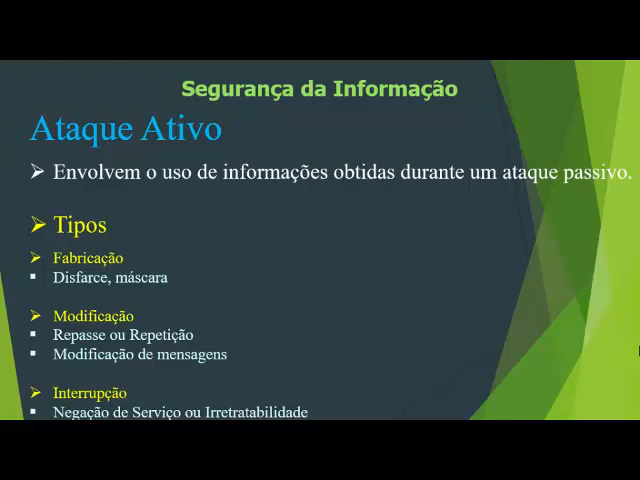 Segurança da Informação
Ataque Ativo
Envolvem o uso de informações obtidas durante um ataque passivo.
Tipos
Fabricação
Disfarce, máscara
Modificação
Repasse ou Repetição
Modificação de mensagens
Interrupção
Negação de Serviço ou Irretratabilidade